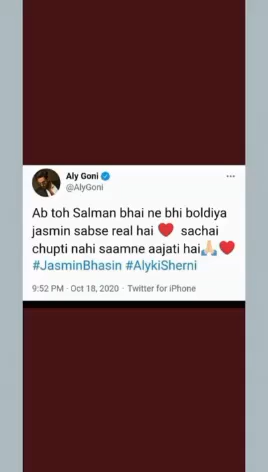 Aly Goni
@AlyGoni
Ab toh Salman bhai ne bhi boldiya
jasmin sabse real hai ❤️ sachai
chupti nahi saamne aajati hai🙏🏻❤️
#JasminBhasin #AlykiSherni
9:52 PM · Oct 18, 2020 · Twitter for iPhone